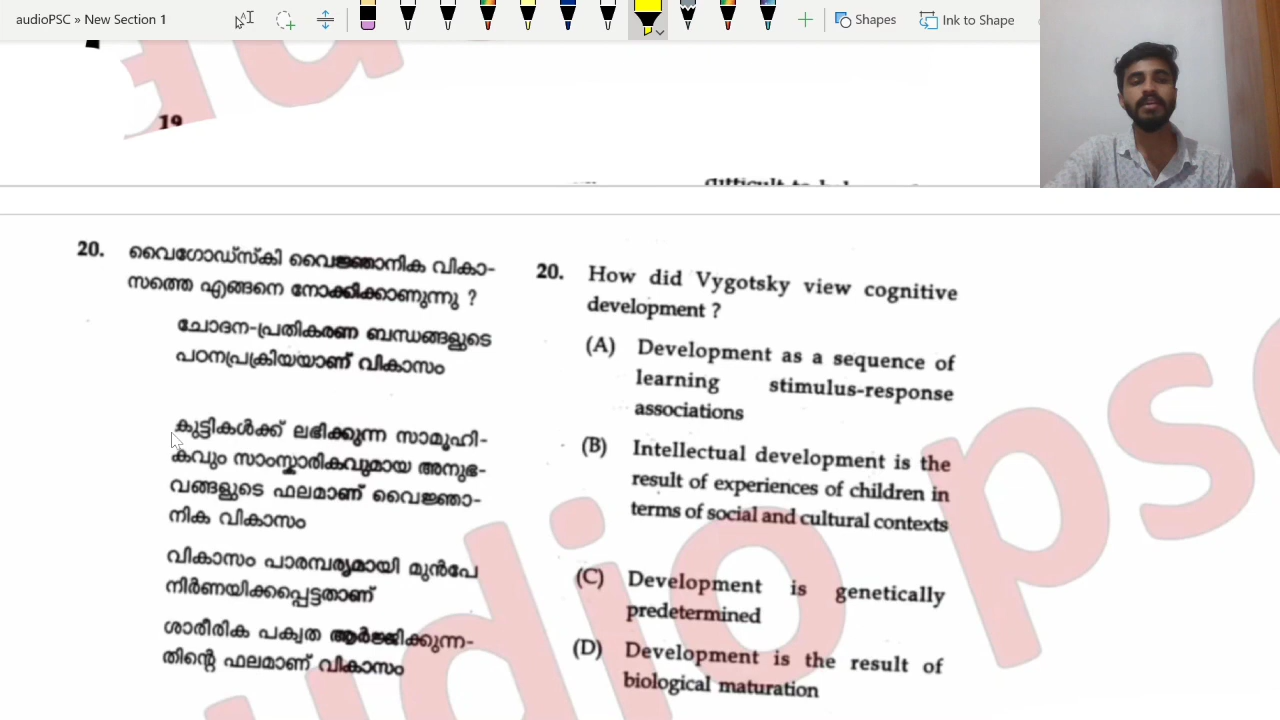 audioPSC » New Section 1
Shapes
Ink to Shape
19
20.
വൈഗോഡ്സ്കി വൈജ്ഞാനിക വികാ-
സത്തെ എങ്ങനെ നോക്കിക്കാണുന്നു ?
ചോദന-പ്രതികരണ ബന്ധങ്ങളുടെ
പഠനപ്രക്രിയയാണ് വികാസം
കുട്ടികൾക്ക് ലഭിക്കുന്ന സാമൂഹി-
കവും സാംസ്കാരികവുമായ അനുഭ-
വങ്ങളുടെ ഫലമാണ് വൈജ്ഞാ-
നിക വികാസം
വികാസം പാരമ്പര്യമായി മുൻപേ
നിർണയിക്കപ്പെട്ടതാണ്
ശാരീരിക പക്വത ആർജ്ജിക്കുന്ന-
തിന്റെ ഫലമാണ് വികാസം
20. How did Vygotsky view cognitive
development ?
(A) Development as a sequence of
learning stimulus-response
associations
(B) Intellectual development is the
result of experiences of children in
terms of social and cultural contexts
(C) Development is genetically
predetermined
(D) Development is the result of
biological maturation